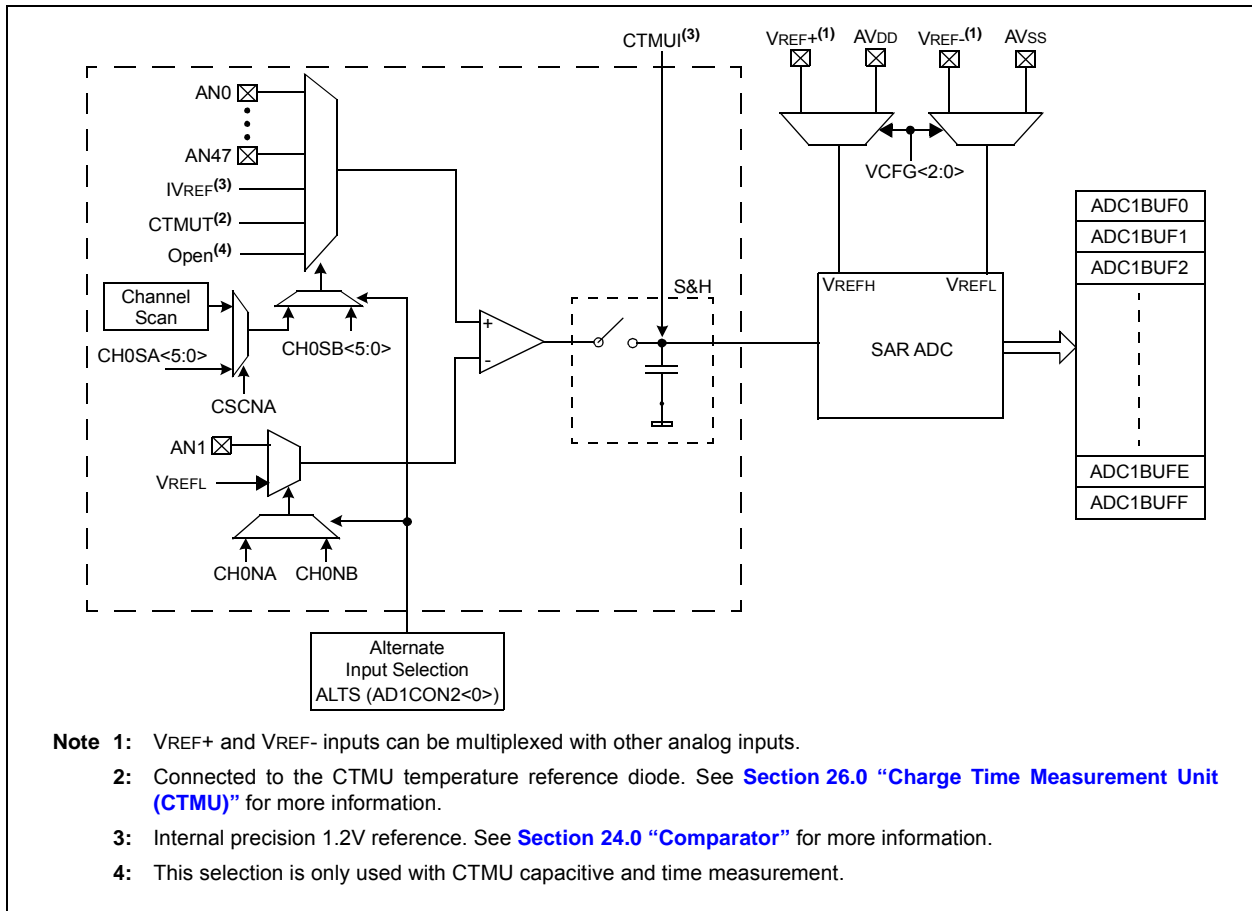 CTMUI(3)
VREF+(1) AVDD VREF-(1) AVSS
AN0
AN47
VCFG<2:0>
IVREF(3)
CTMUT(2)
Open(4)
ADC1BUF0
ADC1BUF1
ADC1BUF2
S&H
VREFH VREFL
Channel
Scan
+
-
SAR ADC
CH0SA<5:0>
CH0SB<5:0>
CSCNA
AN1
VREFL
ADC1BUFE
ADC1BUFF
CH0NA CH0NB
Alternate
Input Selection
ALTS (AD1CON2<0>)
Note 1: VREF+ and VREF- inputs can be multiplexed with other analog inputs.
2: Connected to the CTMU temperature reference diode. See Section 26.0 “Charge Time Measurement Unit
(CTMU)” for more information.
3: Internal precision 1.2V reference. See Section 24.0 “Comparator” for more information.
4: This selection is only used with CTMU capacitive and time measurement.